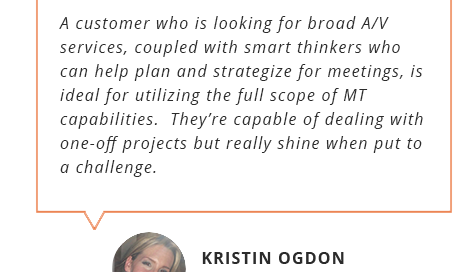 A customer who is looking for broad A/V
services, coupled with smart thinkers who
can help plan and strategize for meetings, is
ideal for utilizing the full scope of MT
capabilities.  They’re capable of dealing with
one-off projects but really shine when put to
a challenge.
KRISTIN OGDON